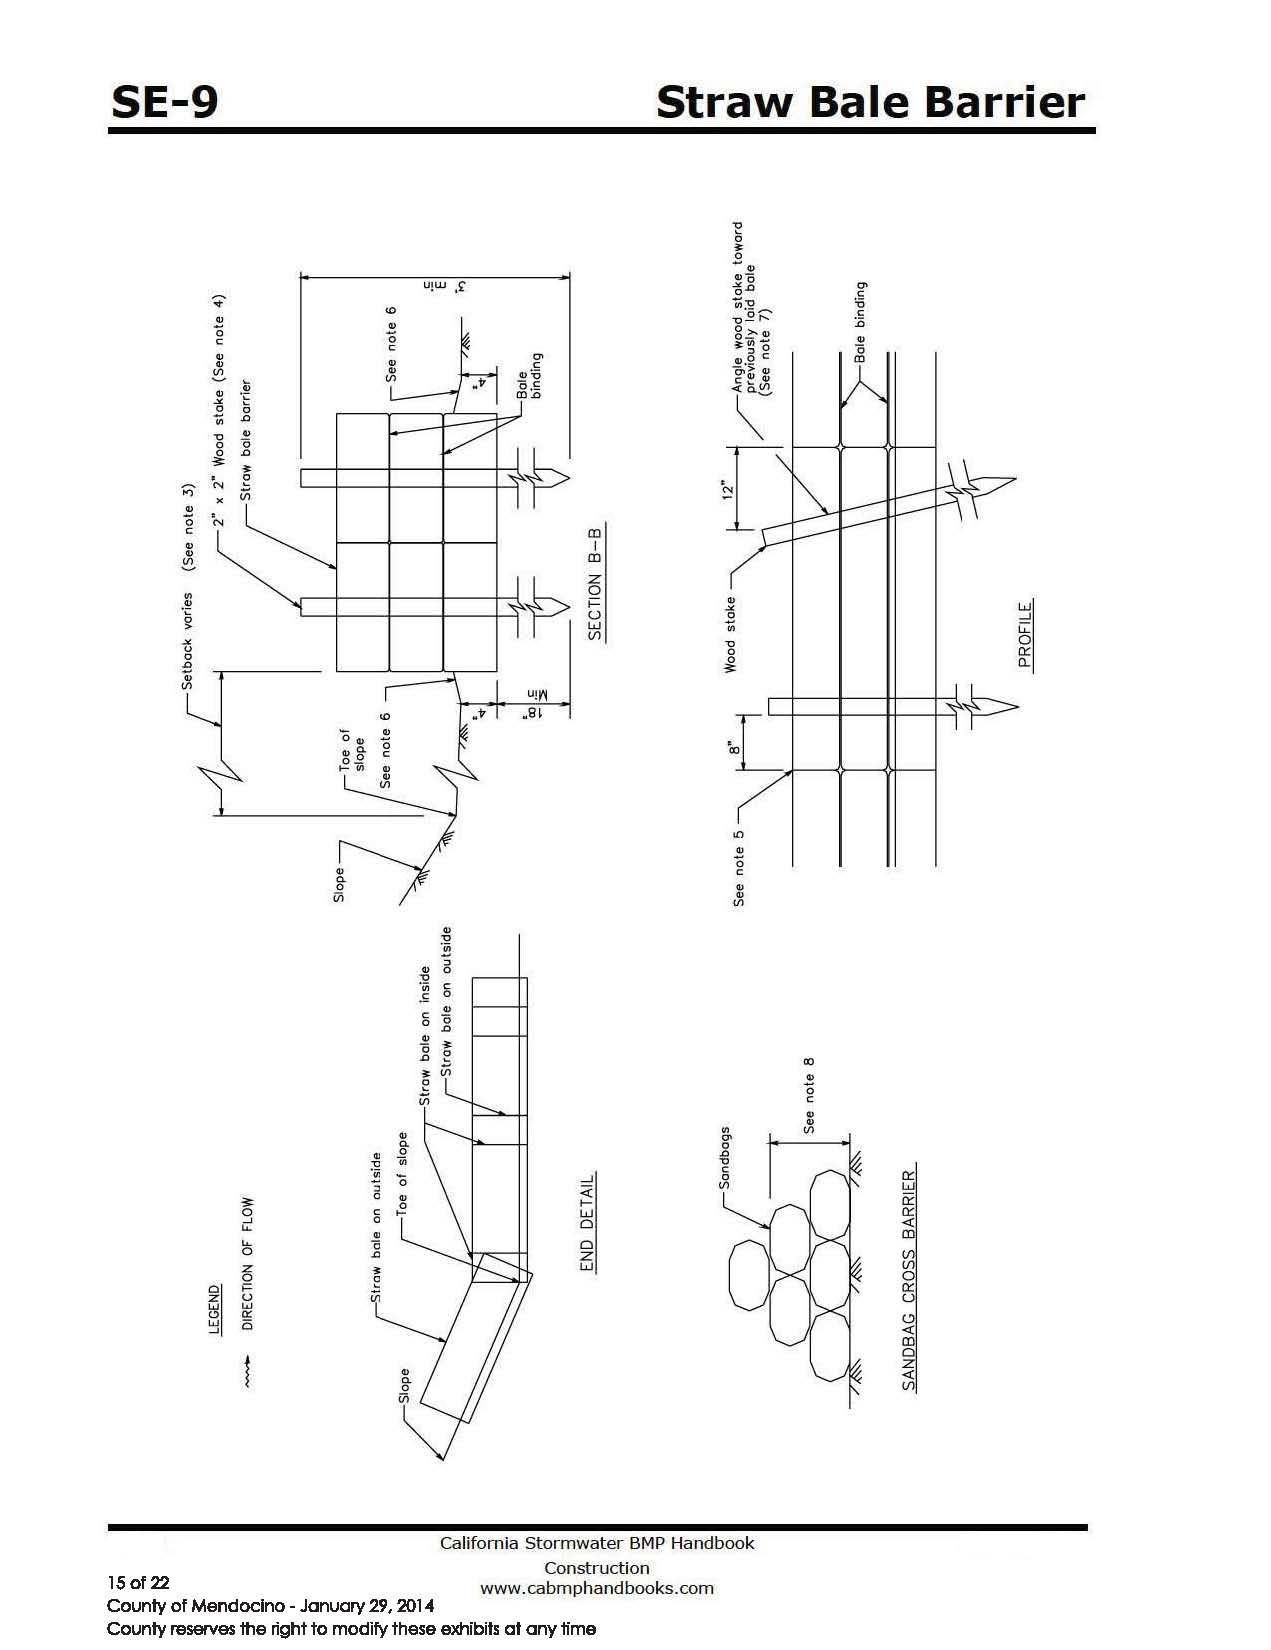 SE-9
Straw Bale Barrier
Setback varies (See note 3)
2" x 2" Wood stake (See note 4)
Straw bale barrier
See note 6
3' min
4"
Bale
binding
Toe of
slope
See note 6
Slope
4"
18"
Min
SECTION B-B
Angle wood stake toward
previously laid bale
(See note 7)
Bale binding
12"
Wood stake
8"
See note 5
PROFILE
LEGEND
DIRECTION OF FLOW
Straw bale on outside
Toe of slope
Straw bale on inside
Straw bale on outside
Slope
END DETAIL
Sandbags
See note 8
SANDBAG CROSS BARRIER
California Stormwater BMP Handbook
Construction
www.cabmphandbooks.com
15 of 22
County of Mendocino - January 29, 2014
County reserves the right to modify these exhibits at any time